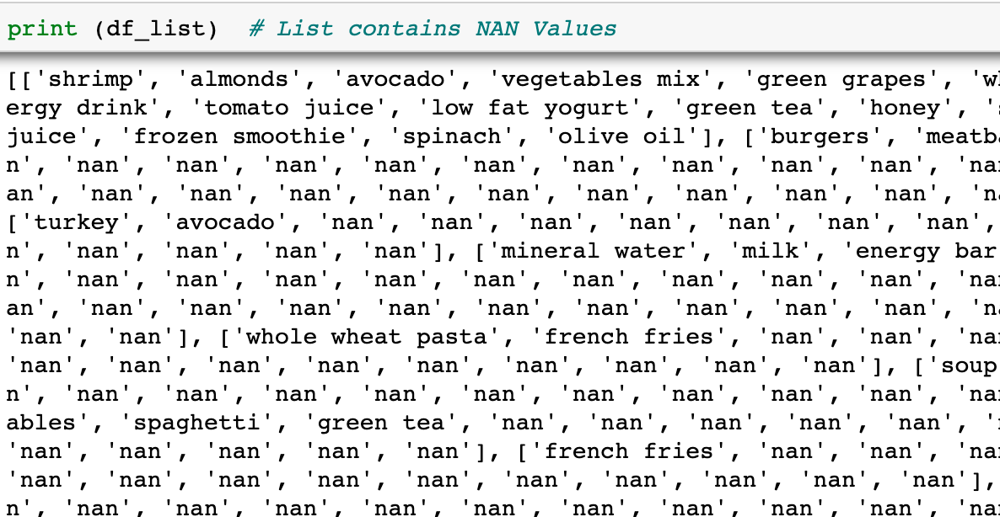 print (df_list)  # List contains NAN Values
[['shrimp', 'almonds', 'avocado', 'vegetables mix', 'green grapes', 'wh
ergy drink', 'tomato juice', 'low fat yogurt', 'green tea', 'honey', 's
juice', 'frozen smoothie', 'spinach', 'olive oil'], ['burgers', 'meatba
n', 'nan', 'nan', 'nan', 'nan', 'nan', 'nan', 'nan', 'nan', 'nan
an', 'nan', 'nan', 'nan', 'nan', 'nan', 'nan', 'nan', 'nan', 'na
['turkey', 'avocado', 'nan', 'nan', 'nan', 'nan', 'nan', 'nan', 'nan',
n', 'nan', 'nan', 'nan', 'nan'], ['mineral water', 'milk', 'energy bar
n', 'nan', 'nan', 'nan', 'nan', 'nan', 'nan', 'nan', 'nan', 'nan
an', 'nan', 'nan', 'nan', 'nan', 'nan', 'nan', 'nan', 'nan', 'na
'nan', 'nan'], ['whole wheat pasta', 'french fries', 'nan', 'nan', 'nan
'nan', 'nan', 'nan', 'nan', 'nan', 'nan', 'nan', 'nan', 'nan'], ['soup
n', 'nan', 'nan', 'nan', 'nan', 'nan', 'nan', 'nan', 'nan', 'nan
ables', 'spaghetti', 'green tea', 'nan', 'nan', 'nan', 'nan', 'nan', 'n
'nan', 'nan', 'nan', 'nan', 'nan'], ['french fries', 'nan', 'nan', 'nan
'nan', 'nan', 'nan', 'nan', 'nan', 'nan', 'nan', 'nan', 'nan', 'nan'],
n', 'nan', 'nan', 'nan', 'nan', 'nan', 'nan', 'nan', 'nan', 'nan